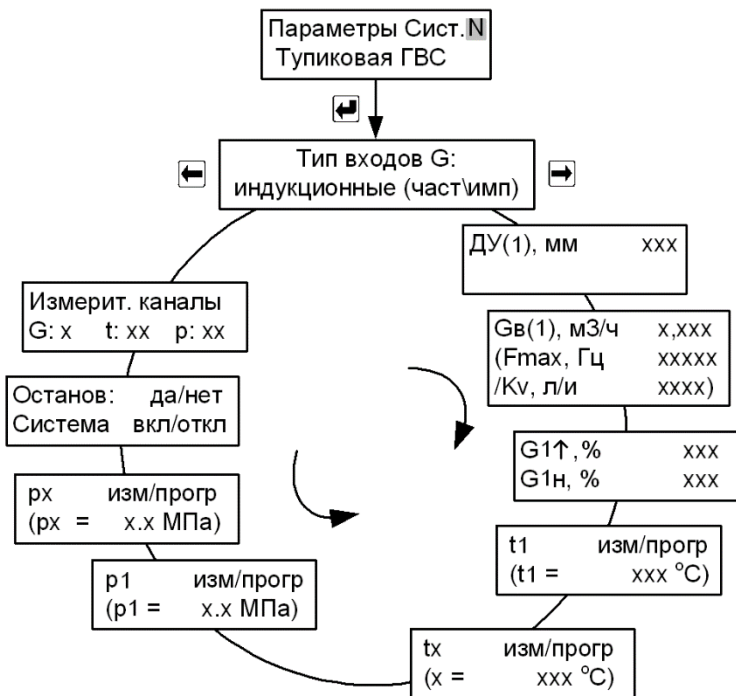 Параметры Сист.N
Тупиковая ГВС
Тип входов G:
индукционные (част\имп)
ДУ(1), мм xxx
Gв(1), м3/ч x,xxx
(Fmax, Гц xxxxx
/Kv, л/и xxxx)
G1↑,% xxx
G1н, % xxx
t1 изм/прогр
(t1 = xxx °C)
tx изм/прогр
(x = xxx °C)
p1 изм/прогр
(p1 = x.x МПа)
px изм/прогр
(px = x.x МПа)
Останов: да/нет
Система вкл/откл
Измерит. каналы
G: x t: xx p: xx